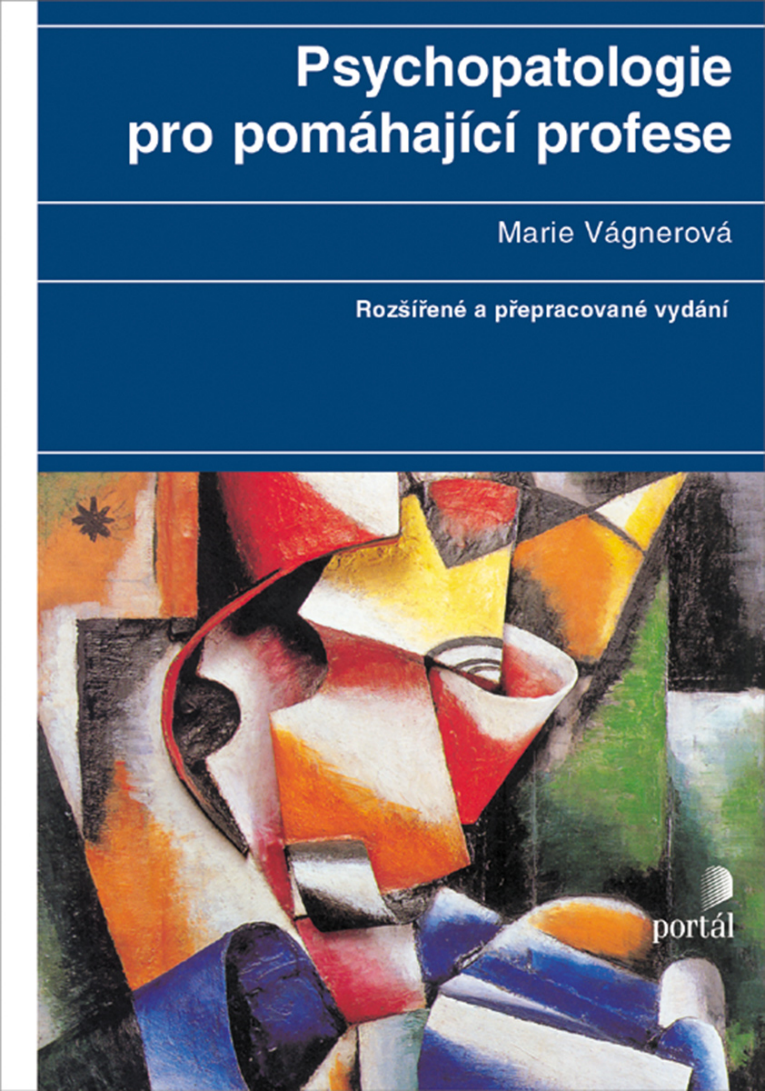 Psychopatologie
pro pomáhající profese
Marie Vágnerová
Rozšířené a přepracované vydání
portál